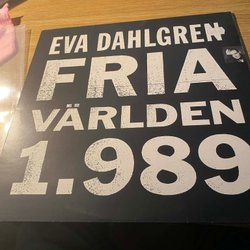 EVA DAHLGREN
FRIA
VÄRLDEN
1.989